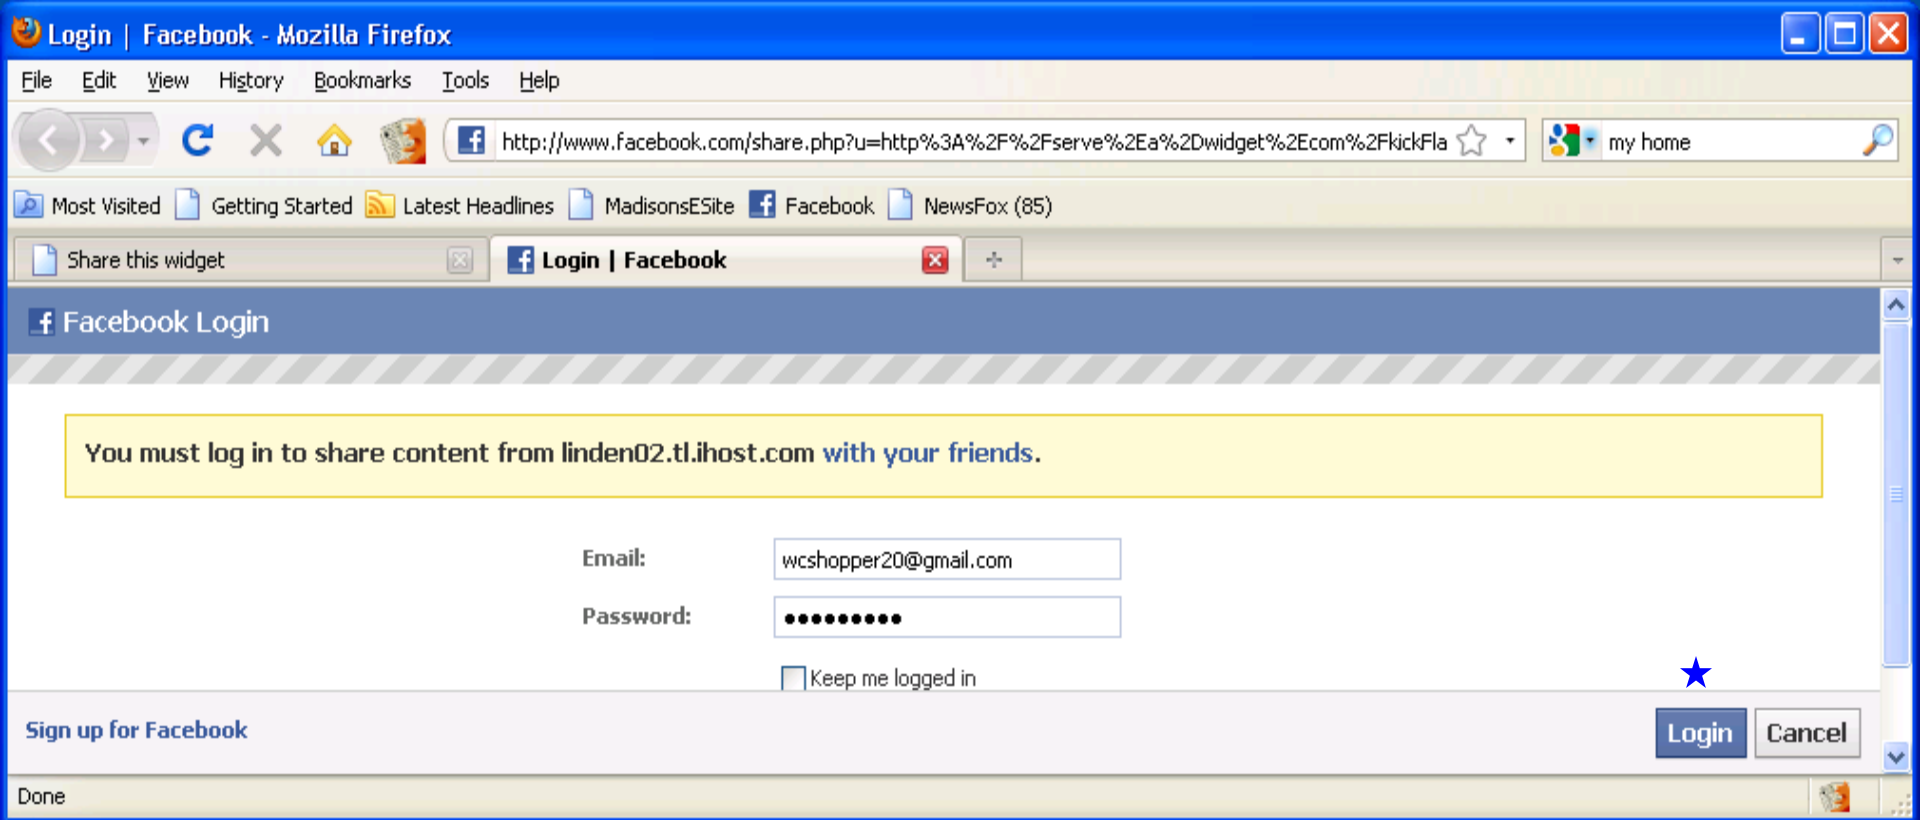 Login | Facebook - Mozilla Firefox
File Edit View History Bookmarks Tools Help
http://www.facebook.com/share.php?u=http%3A%2F%2Fserve%2Ea%2Dwidget%2Ecom%2FkickFla my home
Most Visited Getting Started Latest Headlines MadisonsESite Facebook NewsFox (85)
Share this widget Login | Facebook
Facebook Login
You must log in to share content from linden02.tl.ihost.com with your friends.
Email: wcshopper20@gmail.com
Password: •••••••••
Keep me logged in
Sign up for Facebook Login Cancel
Done